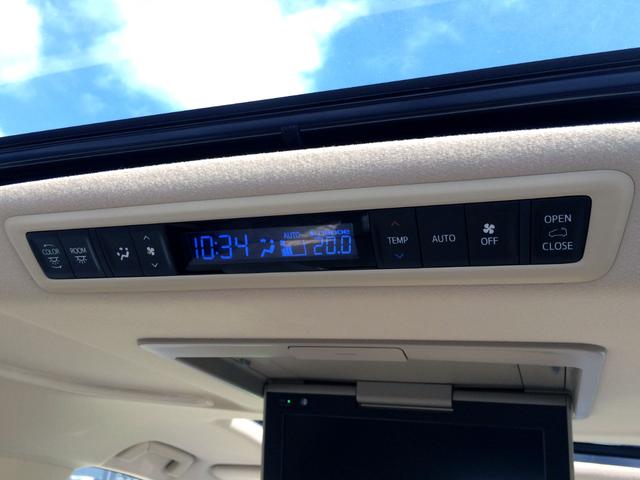 COLOR
ROOM
10:34
AUTO
20.0
TEMP
AUTO
OFF
OPEN
CLOSE